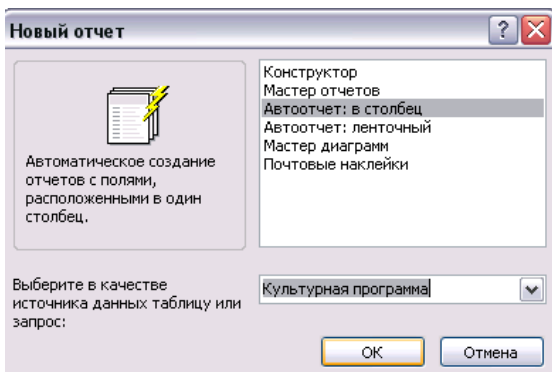 Новый отчет
Конструктор
Мастер отчетов
Автоотчет: в столбец
Автоотчет: ленточный
Мастер диаграмм
Почтовые наклейки
Автоматическое создание
отчетов с полями,
расположенными в один
столбец.
Выберите в качестве
источника данных таблицу или
запрос:
Культурная программа
ОК
Отмена